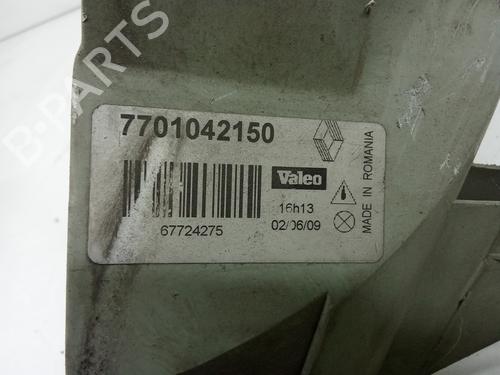 B-PARTS
7701042150
67724275
Valeo
16h13
02/06/09
MADE IN ROMANIA